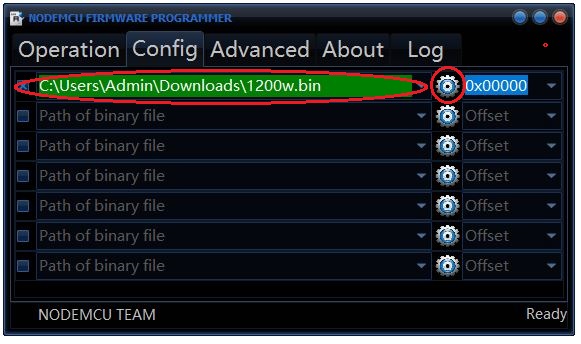 NODEMCU FIRMWARE PROGRAMMER
Operation Config Advanced About Log
C:\Users\Admin\Downloads\1200w.bin 0x00000
Path of binary file Offset
Path of binary file Offset
Path of binary file Offset
Path of binary file Offset
Path of binary file Offset
Path of binary file Offset
NODEMCU TEAM Ready